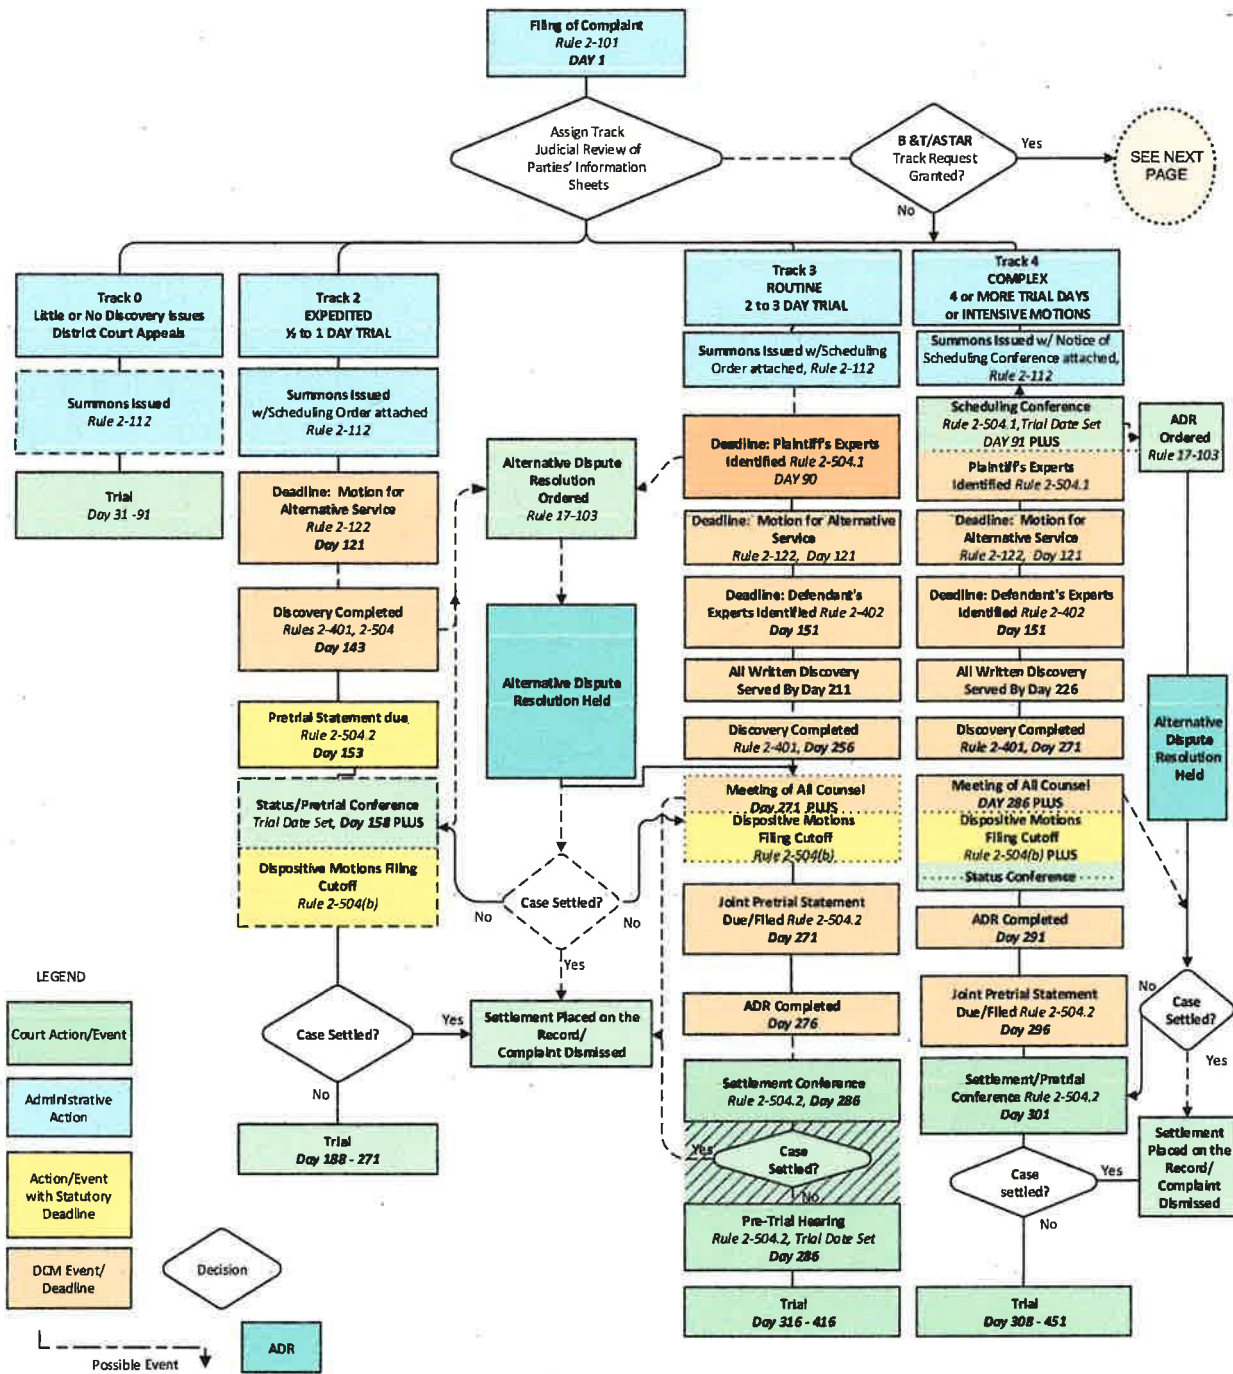 Filing of Complaint
Rule 2-101
DAY 1
Assign Track
Judicial Review of
Parties' Information
Sheets
B &T/ASTAR
Track Request
Granted?
Yes
No
SEE NEXT
PAGE
Track 0
Little or No Discovery Issues
District Court Appeals
Summons Issued
Rule 2-112
Trial
Day 31 -91
Track 2
EXPEDITED
½ to 1 DAY TRIAL
Summons Issued
w/Scheduling Order attached
Rule 2-112
Deadline: Motion for
Alternative Service
Rule 2-122
Day 121
Discovery Completed
Rules 2-401, 2-504
Day 143
Pretrial Statement due
Rule 2-504.2
Day 153
Status/Pretrial Conference
Trial Date Set, Day 158 PLUS
Dispositive Motions Filing
Cutoff
Rule 2-504(b)
Case Settled?
Yes
No
Trial
Day 188 - 271
Alternative Dispute
Resolution
Ordered
Rule 17-103
Alternative Dispute
Resolution Held
Case Settled?
No
No
Yes
Settlement Placed on the
Record/
Complaint Dismissed
Track 3
ROUTINE
2 to 3 DAY TRIAL
Summons Issued w/Scheduling
Order attached, Rule 2-112
Deadline: Plaintiff's Experts
Identified Rule 2-504.1
DAY 90
Deadline: Motion for Alternative
Service
Rule 2-122, Day 121
Deadline: Defendant's
Experts Identified Rule 2-402
Day 151
All Written Discovery
Served By Day 211
Discovery Completed
Rule 2-401, Day 256
Meeting of All Counsel
Day 271 PLUS
Dispositive Motions
Filing Cutoff
Rule 2-504(b)
Joint Pretrial Statement
Due/Filed Rule 2-504.2
Day 271
ADR Completed
Day 276
Settlement Conference
Rule 2-504.2, Day 286
Yes
Case
Settled?
No
Pre-Trial Hearing
Rule 2-504.2, Trial Date Set
Day 286
Trial
Day 316 - 416
Track 4
COMPLEX
4 or MORE TRIAL DAYS
or INTENSIVE MOTIONS
Summons Issued w/ Notice of
Scheduling Conference attached,
Rule 2-112
Scheduling Conference
Rule 2-504.1,Trial Date Set
DAY 91 PLUS
Plaintiff's Experts
Identified Rule 2-504.1
Deadline: Motion for
Alternative Service
Rule 2-122, Day 121
Deadline: Defendant's Experts
Identified Rule 2-402
Day 151
All Written Discovery
Served By Day 226
Discovery Completed
Rule 2-401, Day 271
Meeting of All Counsel
DAY 286 PLUS
Dispositive Motions
Filing Cutoff
Rule 2-504(b) PLUS
Status Conference
ADR Completed
Day 291
Joint Pretrial Statement
Due/Filed Rule 2-504.2
Day 296
Settlement/Pretrial
Conference Rule 2-504.2
Day 301
Case
settled?
Yes
No
Trial
Day 308 - 451
ADR
Ordered
Rule 17-103
Alternative
Dispute
Resolution
Held
No
Case
Settled?
Yes
Settlement
Placed on the
Record/
Complaint
Dismissed
LEGEND
Court Action/Event
Administrative
Action
Action/Event
with Statutory
Deadline
DCM Event/
Deadline
Decision
Possible Event
ADR